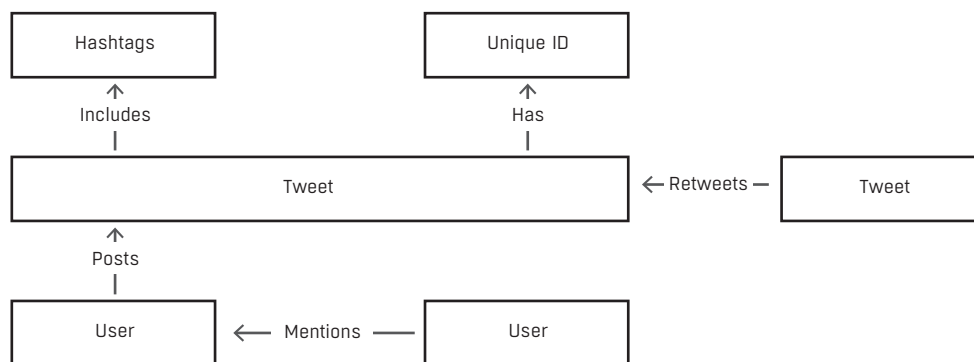 Hashtags
Unique ID
Includes
Has
Tweet
Retweets
Tweet
Posts
User
Mentions
User